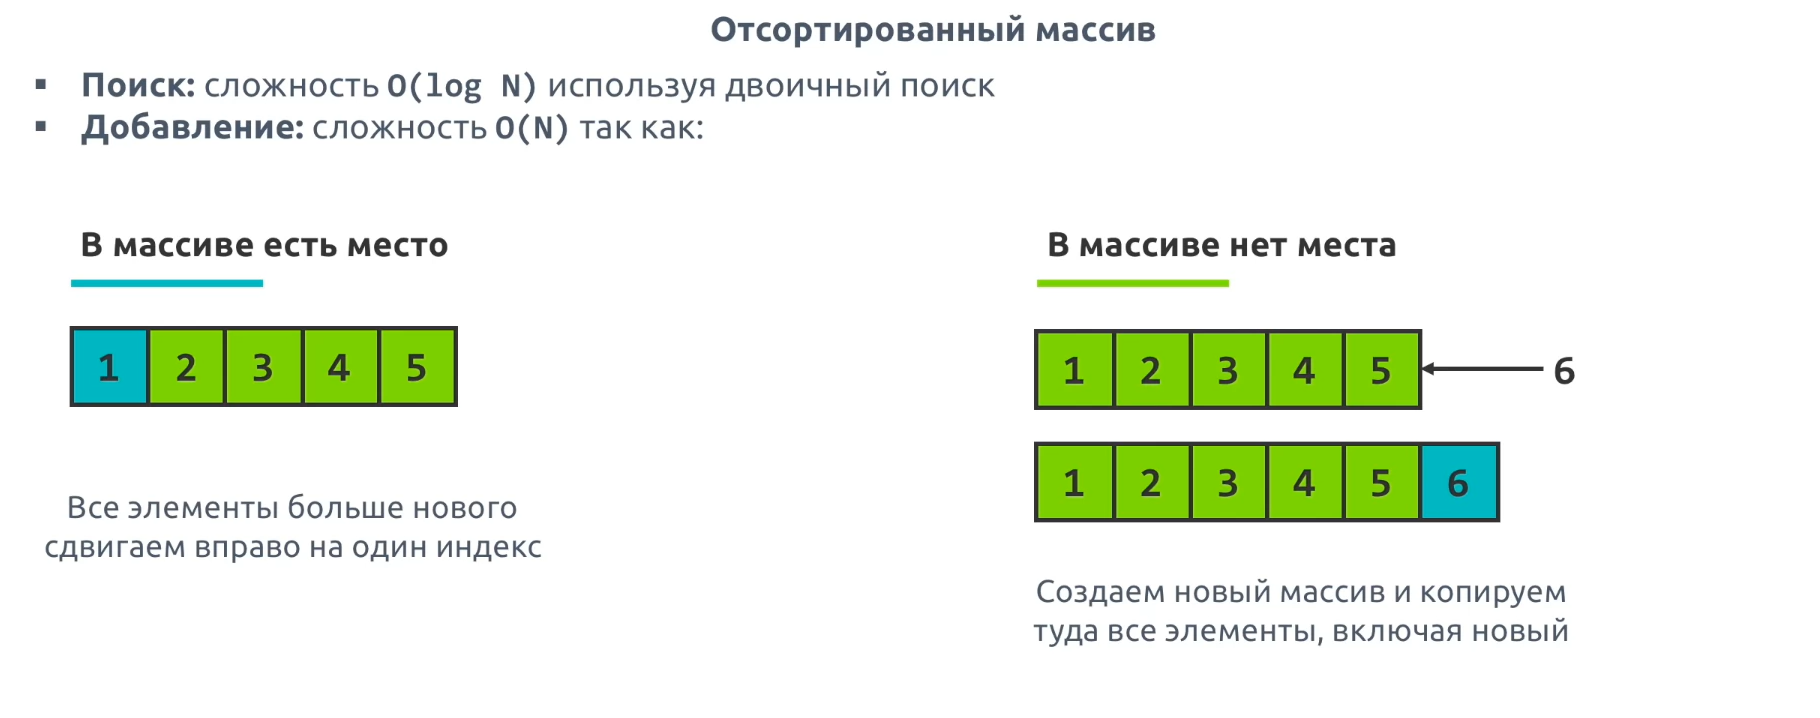 Отсортированный массив
▪ Поиск: сложность O(log N) используя двоичный поиск
▪ Добавление: сложность O(N) так как:
В массиве есть место
1 2 3 4 5
Все элементы больше нового
сдвигаем вправо на один индекс
В массиве нет места
1 2 3 4 5 6
1 2 3 4 5 6
Создаем новый массив и копируем
туда все элементы, включая новый